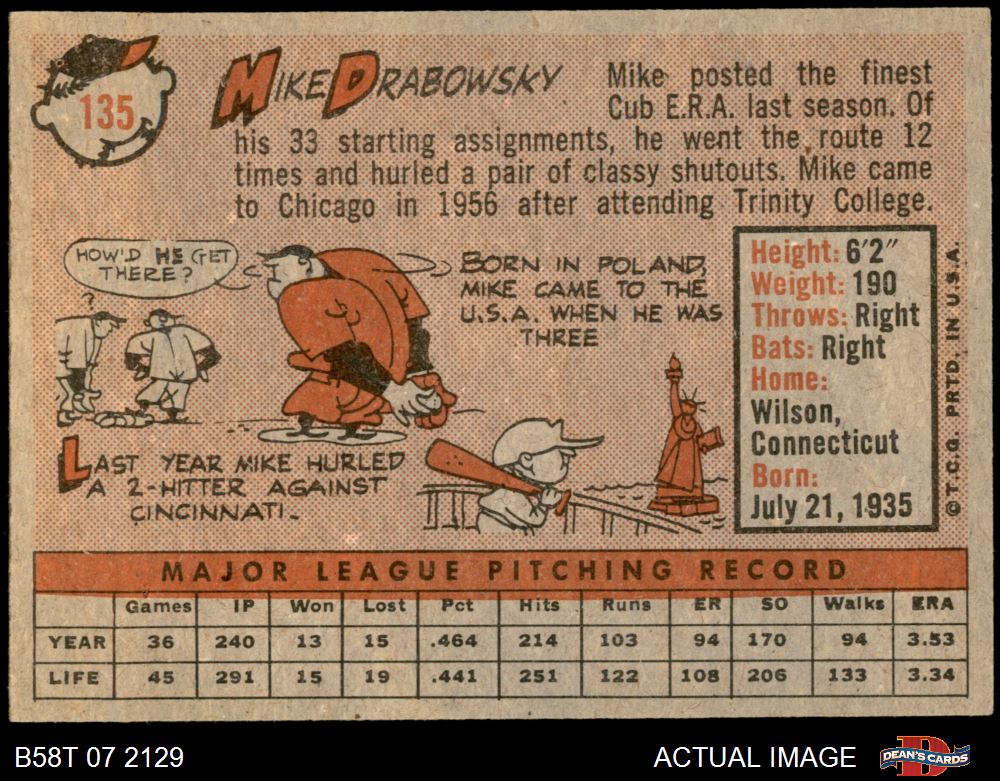 135
MIKE DRABOWSKY
Mike posted the finest
Cub E.R.A. last season. Of
his 33 starting assignments, he went the route 12
times and hurled a pair of classy shutouts. Mike came
to Chicago in 1956 after attending Trinity College.
HOW'D HE GET
THERE?
?
BORN IN POLAND,
MIKE CAME TO THE
U.S.A. WHEN HE WAS
THREE
LAST YEAR MIKE HURLED
A 2-HITTER AGAINST
CINCINNATI.
Height: 6'2"
Weight: 190
Throws: Right
Bats: Right
Home:
Wilson,
Connecticut
Born:
July 21, 1935
© T.C.G. PRTD. IN U.S.A.
MAJOR LEAGUE PITCHING RECORD
Games IP Won Lost Pct Hits Runs ER SO Walks ERA
YEAR 36 240 13 15 .464 214 103 94 170 94 3.53
LIFE 45 291 15 19 .441 251 122 108 206 133 3.34
B58T 07 2129
ACTUAL IMAGE
DEAN'S CARDS